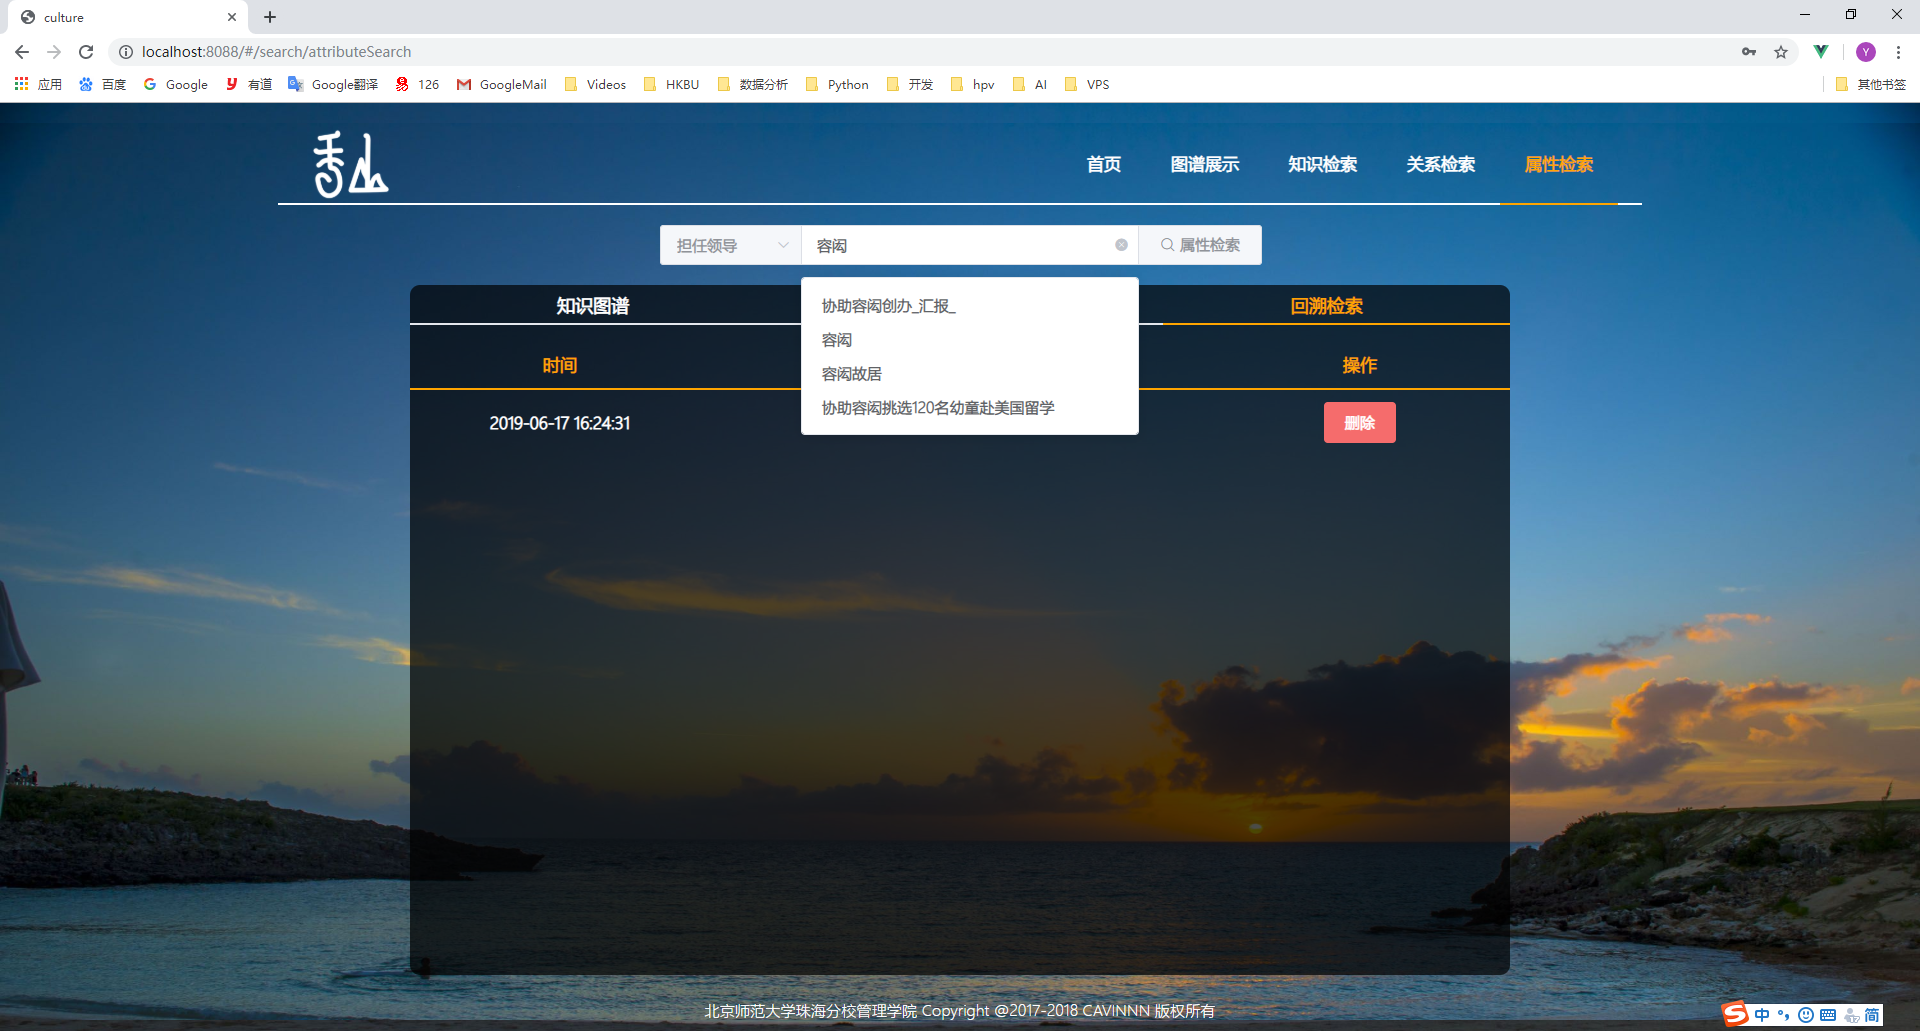 culture
localhost:8088/#/search/attributeSearch
应用 百度 Google 有道 Google翻译 126 GoogleMail Videos HKBU 数据分析 Python 开发 hpv AI VPS 其他书签
首页 图谱展示 知识检索 关系检索 属性检索
担任领导 容闳 属性检索
知识图谱 回溯检索
协助容闳创办_汇报_
容闳
容闳故居
协助容闳挑选120名幼童赴美国留学
时间 操作
2019-06-17 16:24:31 删除
北京师范大学珠海分校管理学院 Copyright @2017-2018 CAVINNN 版权所有
中 简